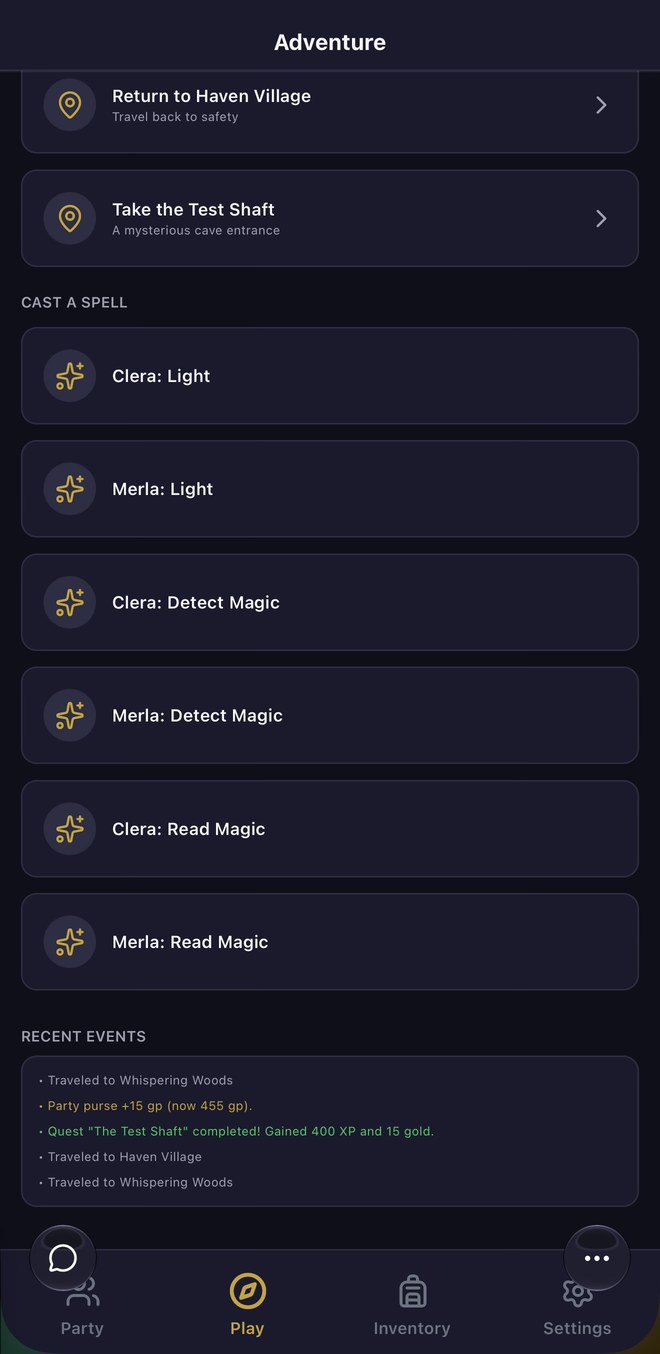 Adventure
Return to Haven Village
Travel back to safety
Take the Test Shaft
A mysterious cave entrance
CAST A SPELL
Clera: Light
Merla: Light
Clera: Detect Magic
Merla: Detect Magic
Clera: Read Magic
Merla: Read Magic
RECENT EVENTS
• Traveled to Whispering Woods
• Party purse +15 gp (now 455 gp).
• Quest "The Test Shaft" completed! Gained 400 XP and 15 gold.
• Traveled to Haven Village
• Traveled to Whispering Woods
Party
Play
Inventory
Settings